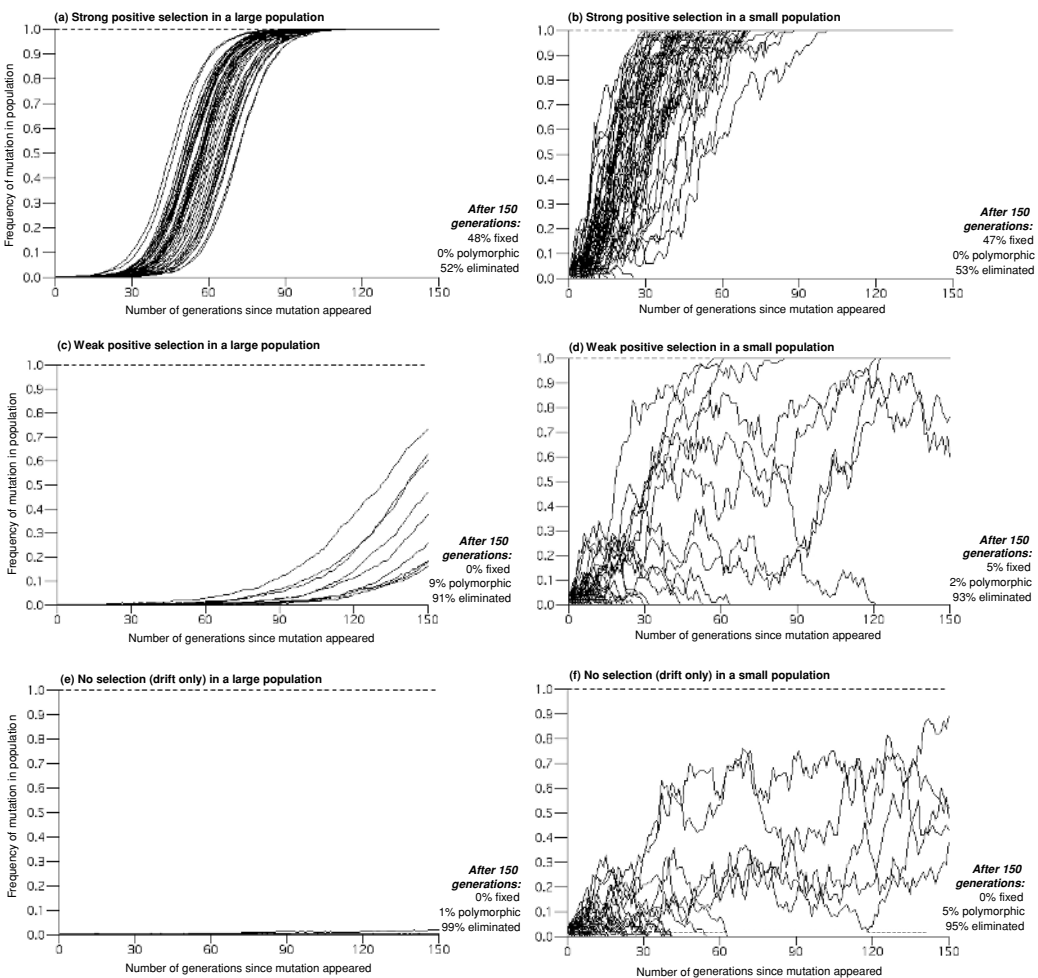 (a) Strong positive selection in a large population
Frequency of mutation in population
1.0
0.9
0.8
0.7
0.6
0.5
0.4
0.3
0.2
0.1
0.0
0 30 60 90 120 150
Number of generations since mutation appeared
After 150
generations:
48% fixed
0% polymorphic
52% eliminated
(b) Strong positive selection in a small population
1.0
0.9
0.8
0.7
0.6
0.5
0.4
0.3
0.2
0.1
0.0
0 30 60 90 120 150
Number of generations since mutation appeared
After 150
generations:
47% fixed
0% polymorphic
53% eliminated
(c) Weak positive selection in a large population
Frequency of mutation in population
1.0
0.9
0.8
0.7
0.6
0.5
0.4
0.3
0.2
0.1
0.0
0 30 60 90 120 150
Number of generations since mutation appeared
After 150
generations:
0% fixed
9% polymorphic
91% eliminated
(d) Weak positive selection in a small population
1.0
0.9
0.8
0.7
0.6
0.5
0.4
0.3
0.2
0.1
0.0
0 30 60 90 120 150
Number of generations since mutation appeared
After 150
generations:
5% fixed
2% polymorphic
93% eliminated
(e) No selection (drift only) in a large population
Frequency of mutation in population
1.0
0.9
0.8
0.7
0.6
0.5
0.4
0.3
0.2
0.1
0.0
0 30 60 90 120 150
Number of generations since mutation appeared
After 150
generations:
0% fixed
1% polymorphic
99% eliminated
(f) No selection (drift only) in a small population
1.0
0.9
0.8
0.7
0.6
0.5
0.4
0.3
0.2
0.1
0.0
0 30 60 90 120 150
Number of generations since mutation appeared
After 150
generations:
0% fixed
5% polymorphic
95% eliminated